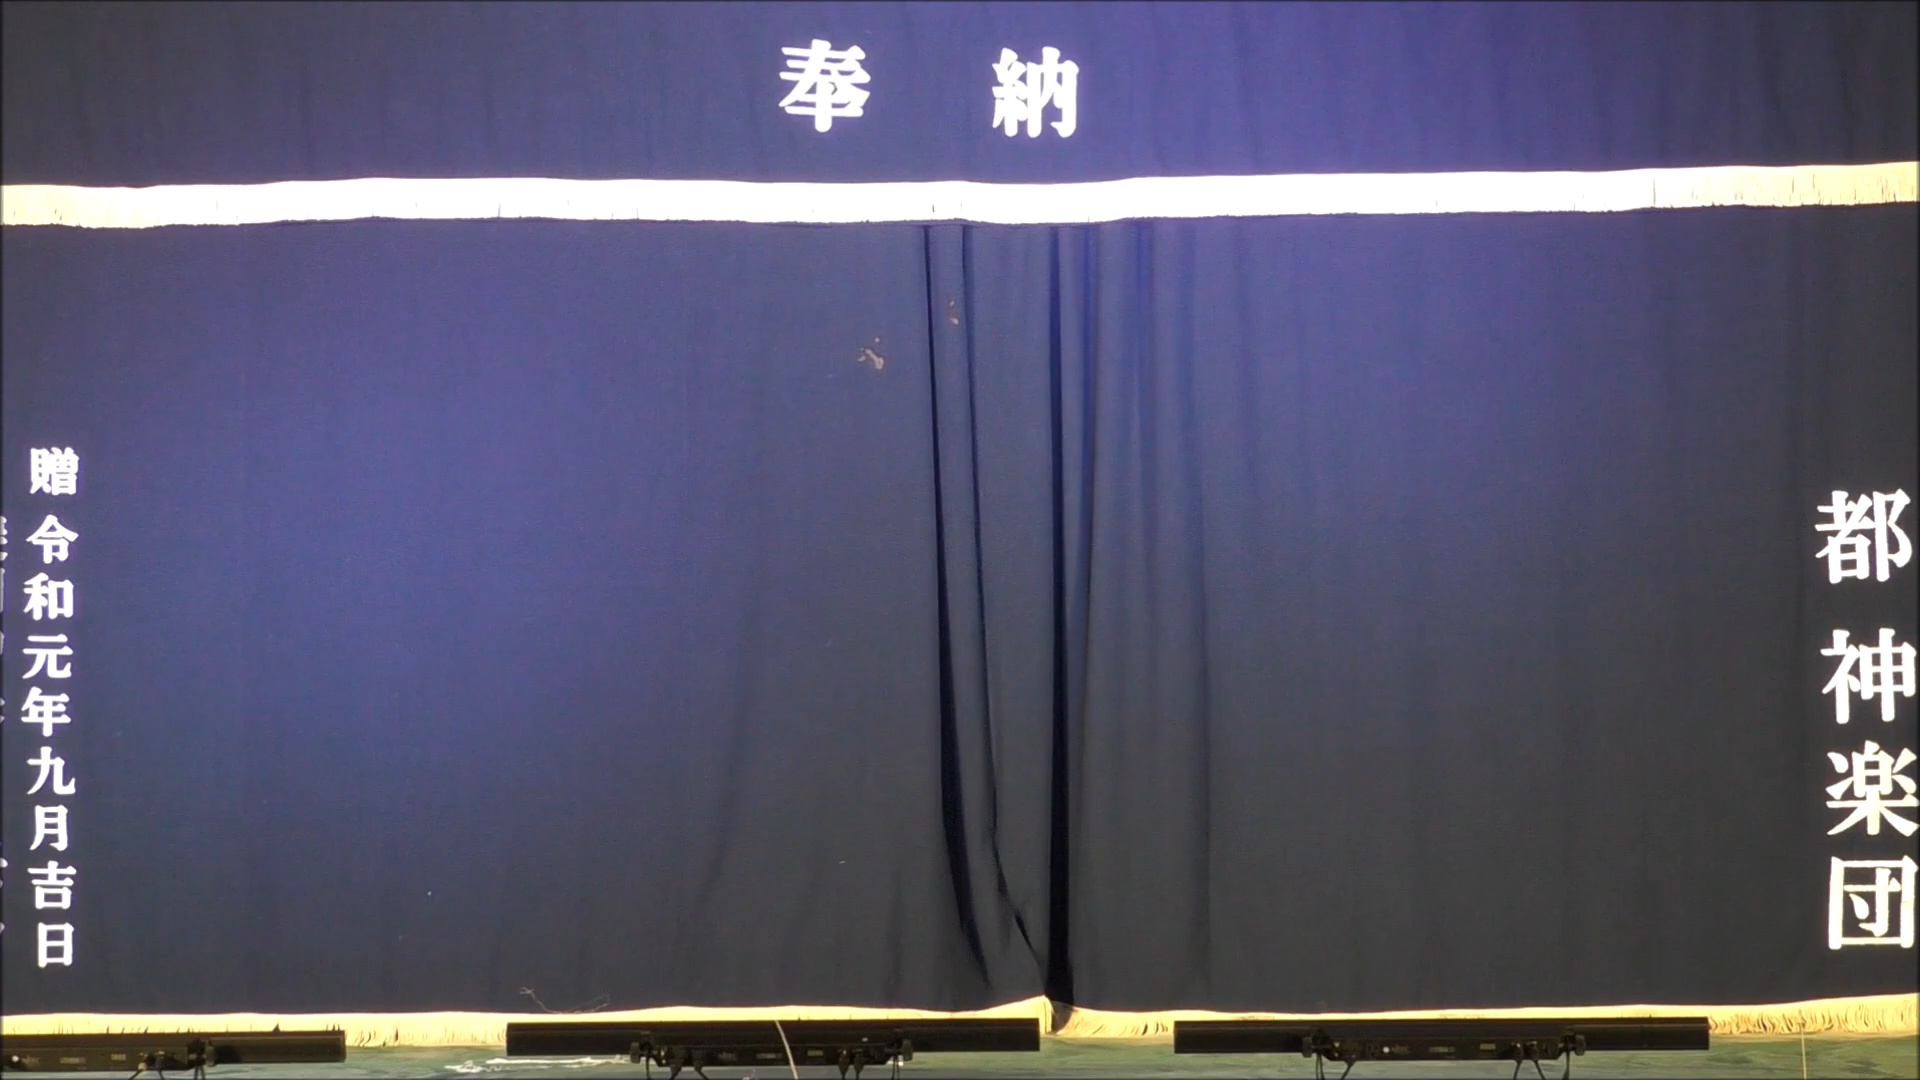 奉納
都神楽団
贈 令和元年九月吉日